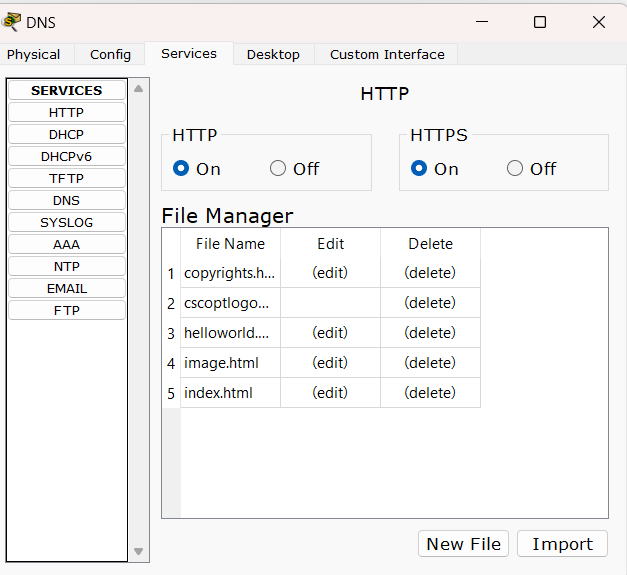 DNS
Physical Config Services Desktop Custom Interface
SERVICES
HTTP
DHCP
DHCPv6
TFTP
DNS
SYSLOG
AAA
NTP
EMAIL
FTP
HTTP
HTTP
On Off
HTTPS
On Off
File Manager
File Name Edit Delete
1 copyrights.h... (edit) (delete)
2 cscoptlogo... (delete)
3 helloworld.... (edit) (delete)
4 image.html (edit) (delete)
5 index.html (edit) (delete)
New File Import